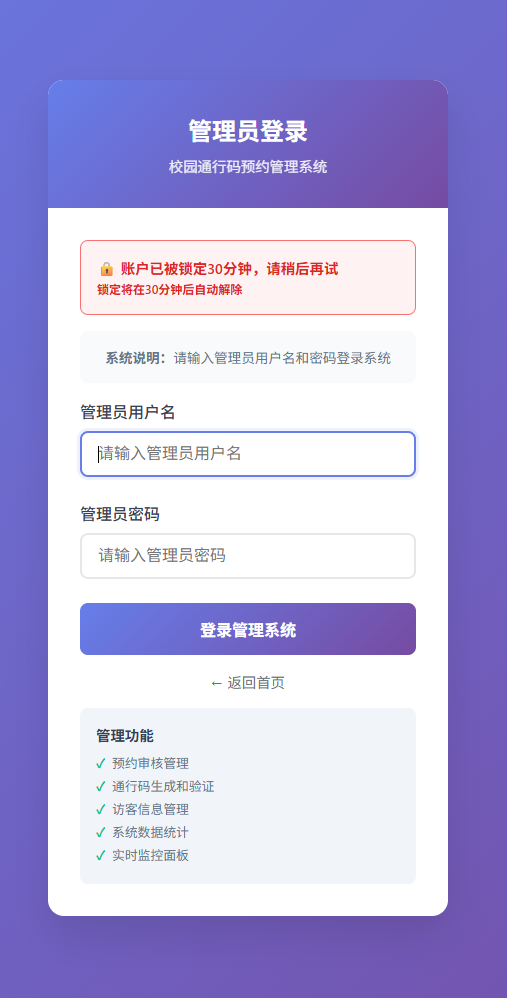 管理员登录
校园通行码预约管理系统
🔒 账户已被锁定30分钟，请稍后再试
锁定将在30分钟后自动解除
系统说明：请输入管理员用户名和密码登录系统
管理员用户名
请输入管理员用户名
管理员密码
请输入管理员密码
登录管理系统
← 返回首页
管理功能
✓ 预约审核管理
✓ 通行码生成和验证
✓ 访客信息管理
✓ 系统数据统计
✓ 实时监控面板